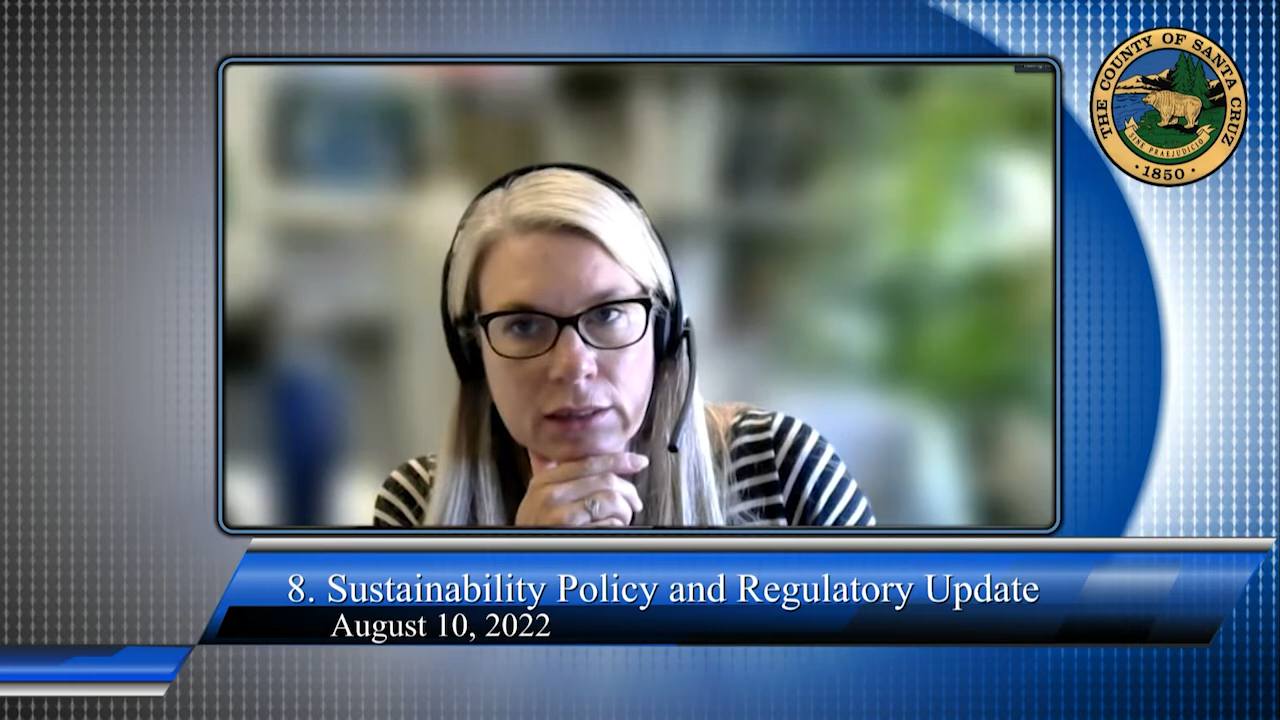 THE COUNTY OF SANTA CRUZ
SINE PRAEJUDICIO
1850
8. Sustainability Policy and Regulatory Update
August 10, 2022